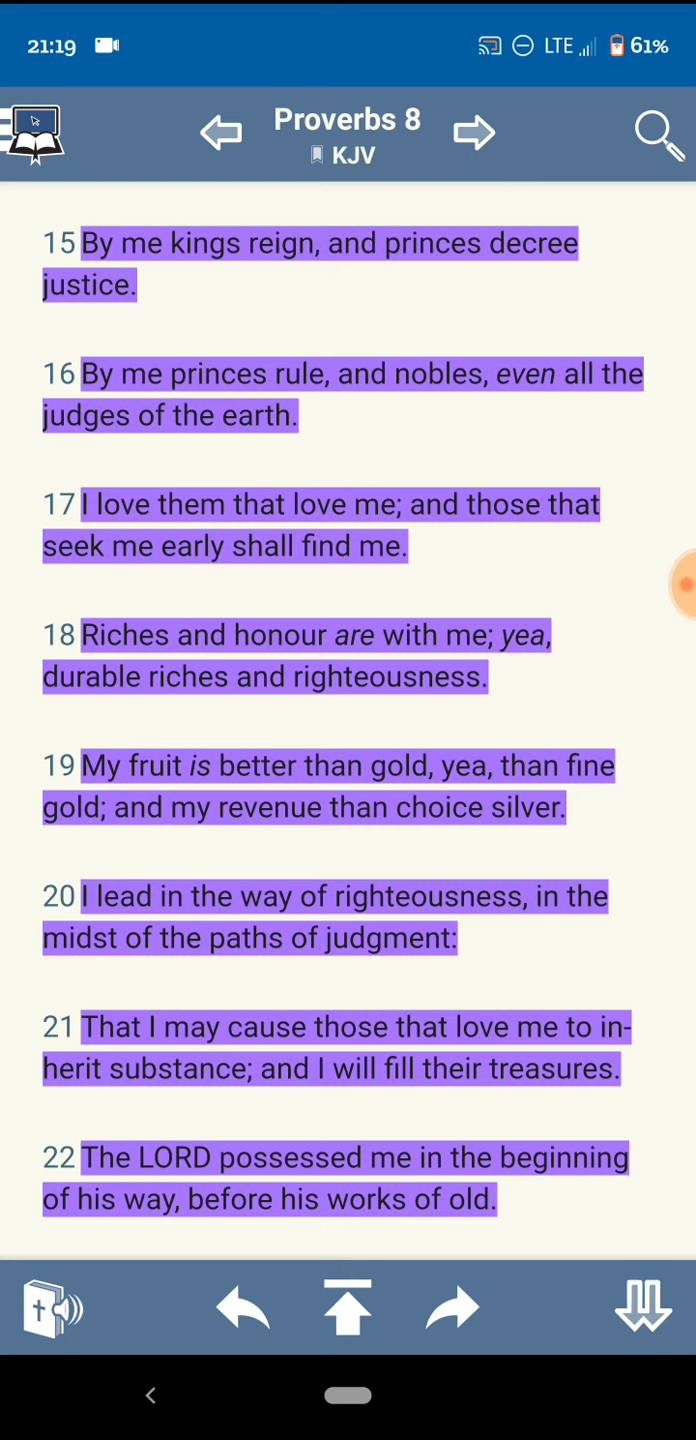 21:19 LTE 61%
Proverbs 8
KJV
15 By me kings reign, and princes decree
justice.
16 By me princes rule, and nobles, even all the
judges of the earth.
17 I love them that love me; and those that
seek me early shall find me.
18 Riches and honour are with me; yea,
durable riches and righteousness.
19 My fruit is better than gold, yea, than fine
gold; and my revenue than choice silver.
20 I lead in the way of righteousness, in the
midst of the paths of judgment:
21 That I may cause those that love me to in-
herit substance; and I will fill their treasures.
22 The LORD possessed me in the beginning
of his way, before his works of old.